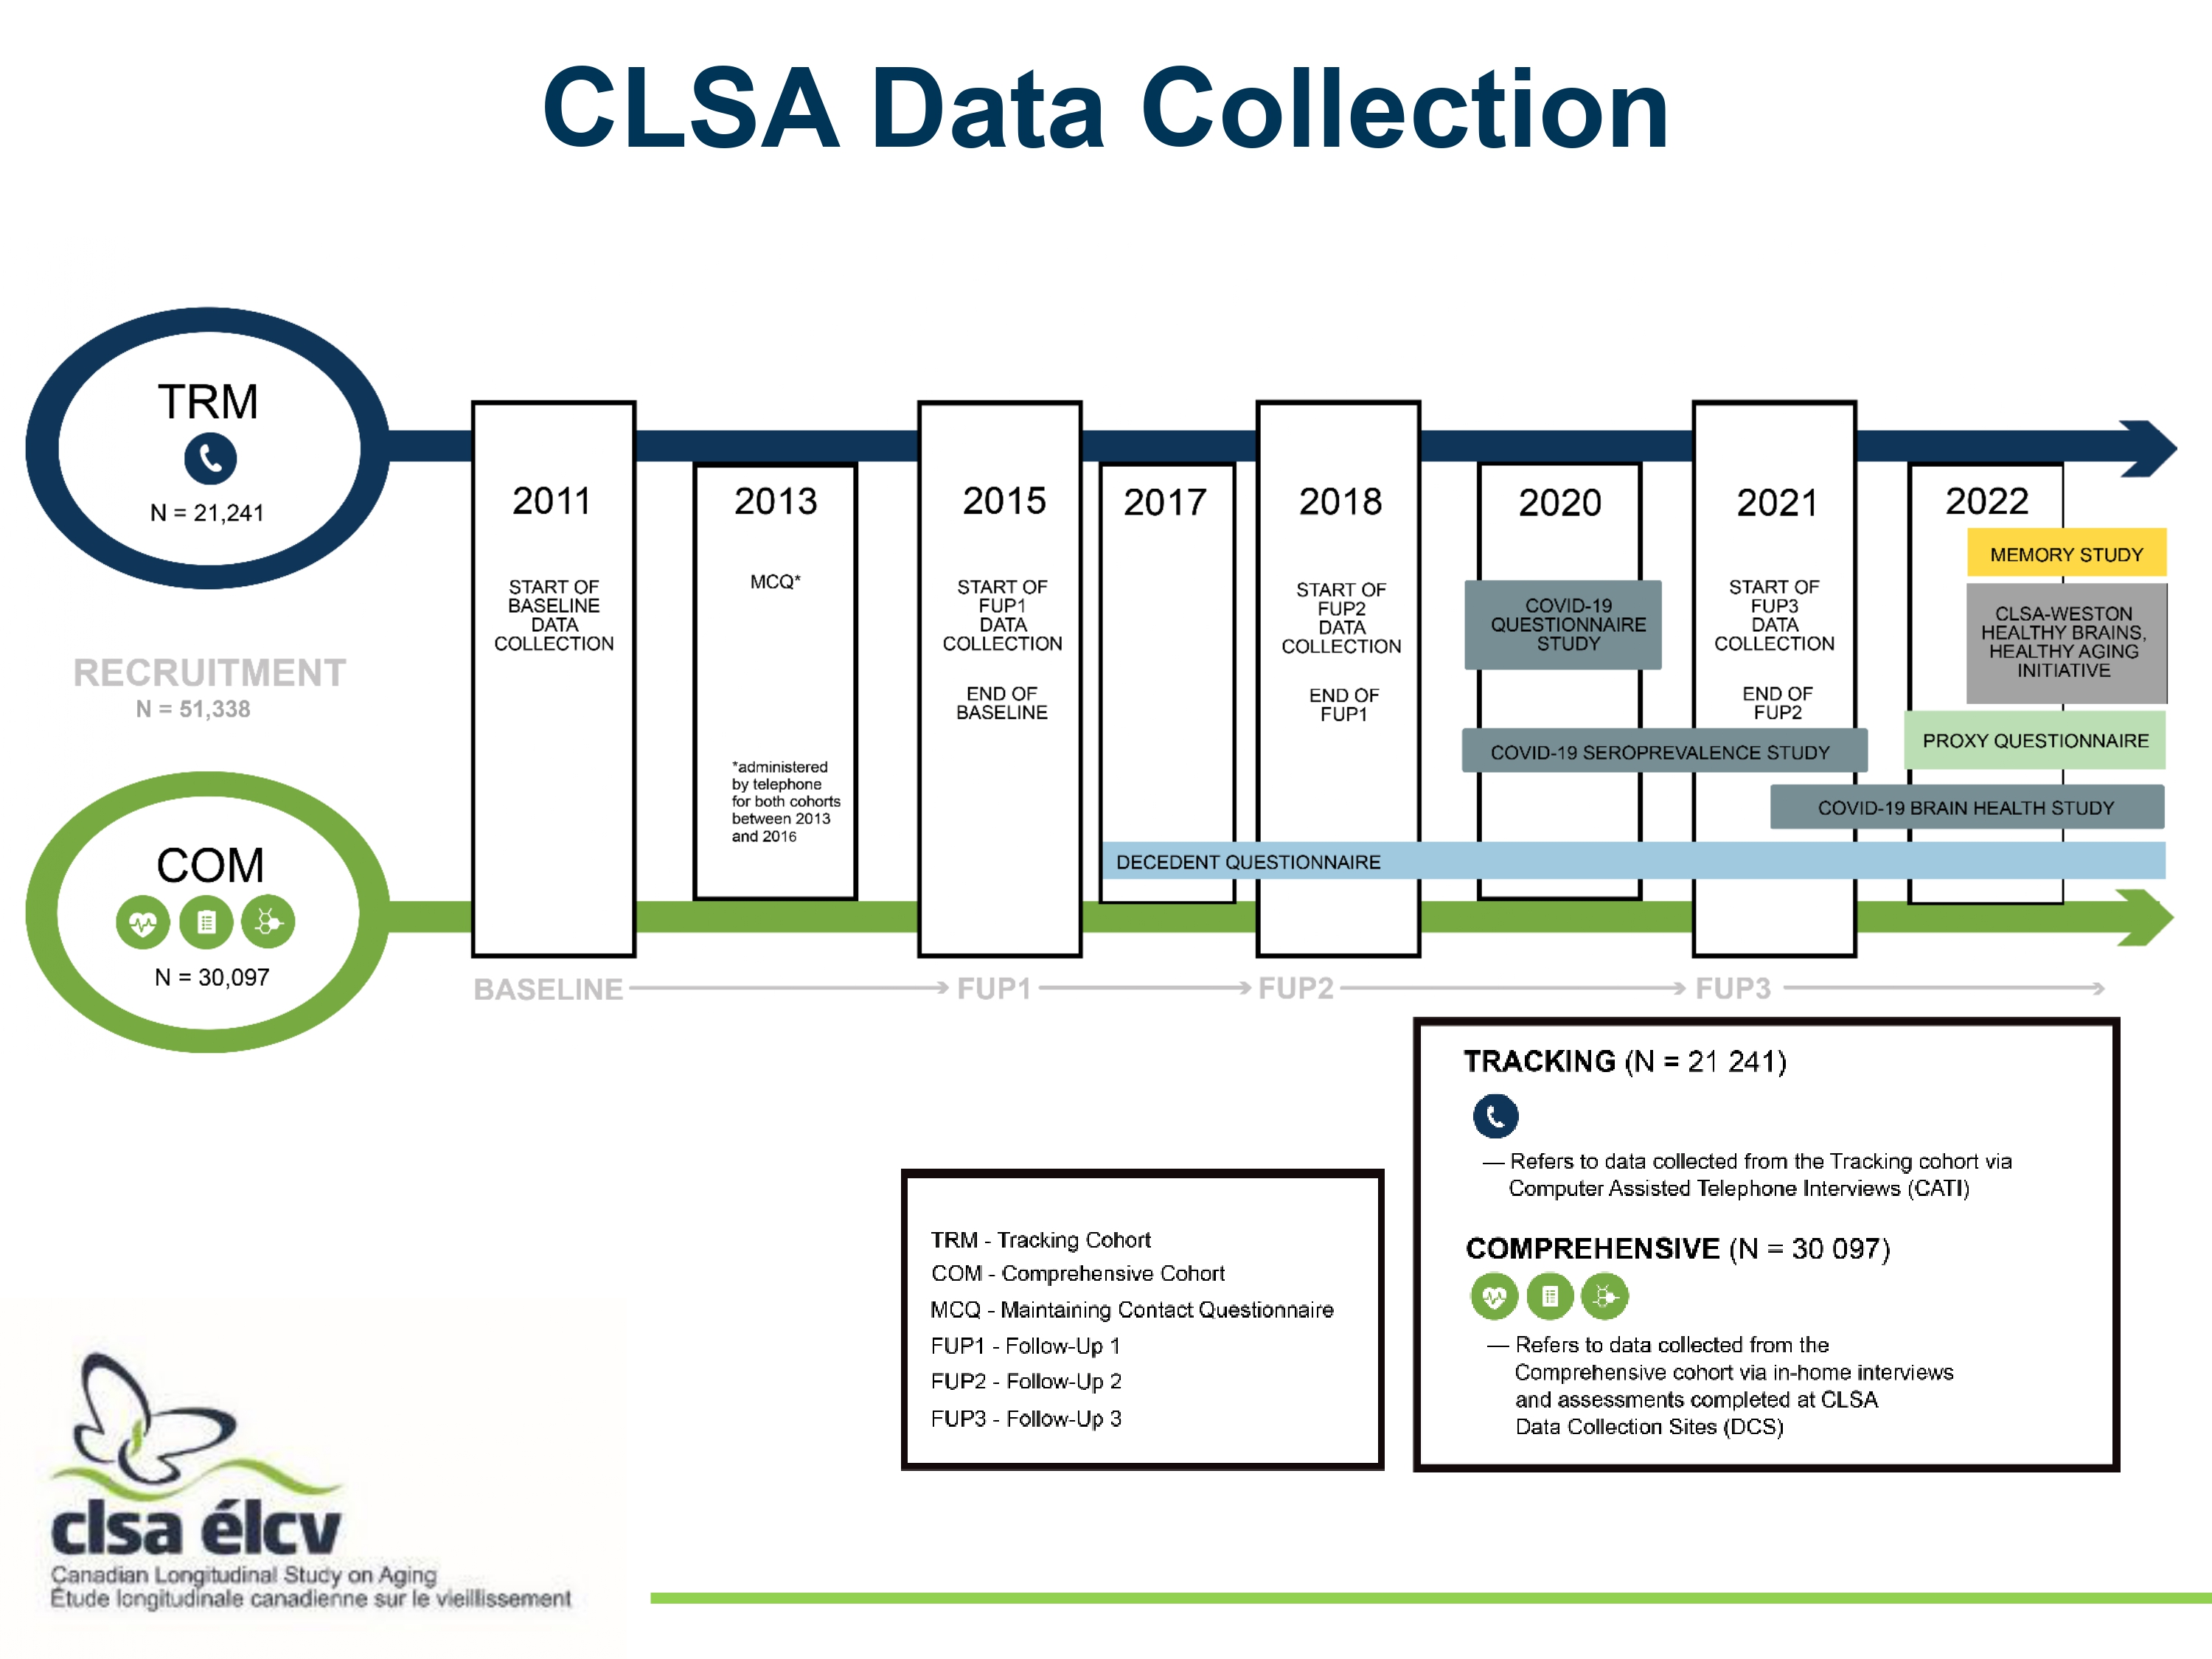 CLSA Data Collection
TRM
N = 21,241
RECRUITMENT
N = 51,338
COM
N = 30,097
2011
START OF
BASELINE
DATA
COLLECTION
2013
MCQ*
*administered
by telephone
for both cohorts
between 2013
and 2016
2015
START OF
FUP1
DATA
COLLECTION
END OF
BASELINE
2017
2018
START OF
FUP2
DATA
COLLECTION
END OF
FUP1
2020
COVID-19
QUESTIONNAIRE
STUDY
2021
START OF
FUP3
DATA
COLLECTION
END OF
FUP2
2022
MEMORY STUDY
CLSA-WESTON
HEALTHY BRAINS,
HEALTHY AGING
INITIATIVE
PROXY QUESTIONNAIRE
COVID-19 SEROPREVALENCE STUDY
COVID-19 BRAIN HEALTH STUDY
DECEDENT QUESTIONNAIRE
BASELINE
FUP1
FUP2
FUP3
TRM - Tracking Cohort
COM - Comprehensive Cohort
MCQ - Maintaining Contact Questionnaire
FUP1 - Follow-Up 1
FUP2 - Follow-Up 2
FUP3 - Follow-Up 3
TRACKING (N = 21 241)
— Refers to data collected from the Tracking cohort via
Computer Assisted Telephone Interviews (CATI)
COMPREHENSIVE (N = 30 097)
— Refers to data collected from the
Comprehensive cohort via in-home interviews
and assessments completed at CLSA
Data Collection Sites (DCS)
clsa élcv
Canadian Longitudinal Study on Aging
Étude longitudinale canadienne sur le vieillissement